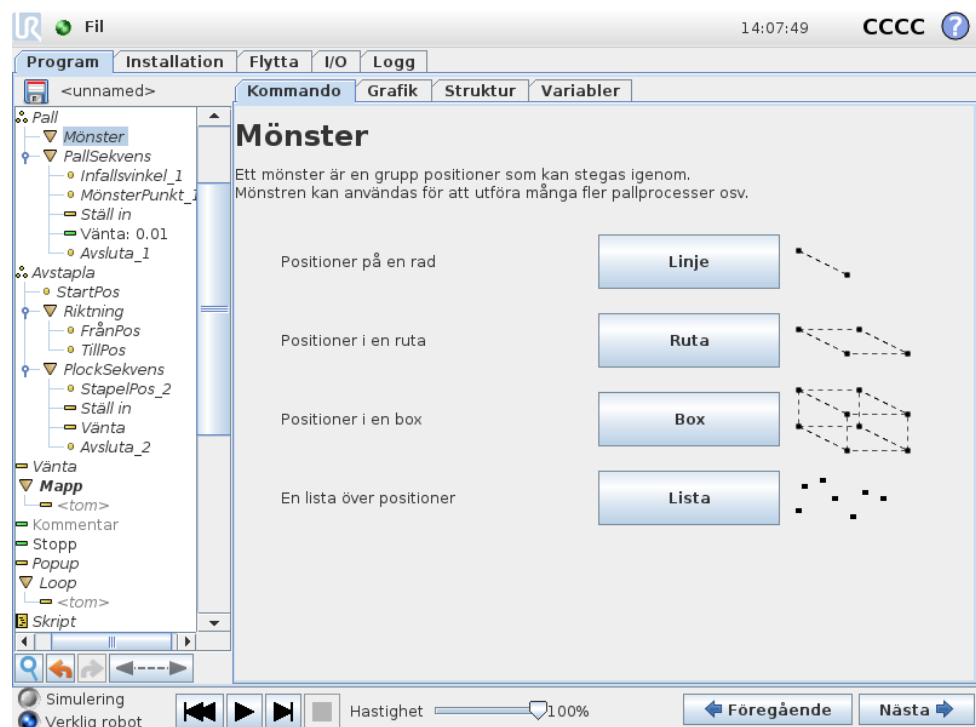 UR Fil 14:07:49 CCCC ?
Program Installation Flytta I/O Logg
<unnamed>
Kommando Grafik Struktur Variabler
Pall
Mönster
PallSekvens
Infallsvinkel_1
MönsterPunkt_1
Ställ in
Vänta: 0.01
Avsluta_1
Avstapla
StartPos
Riktning
FrånPos
TillPos
PlockSekvens
StapelPos_2
Ställ in
Vänta
Avsluta_2
Vänta
Mapp
<tom>
Kommentar
Stopp
Popup
Loop
<tom>
Skript
Mönster
Ett mönster är en grupp positioner som kan stegas igenom.
Mönstren kan användas för att utföra många fler pallprocesser osv.
Positioner på en rad Linje
Positioner i en ruta Ruta
Positioner i en box Box
En lista över positioner Lista
Simulering
Verklig robot
Hastighet 100%
Föregående Nästa